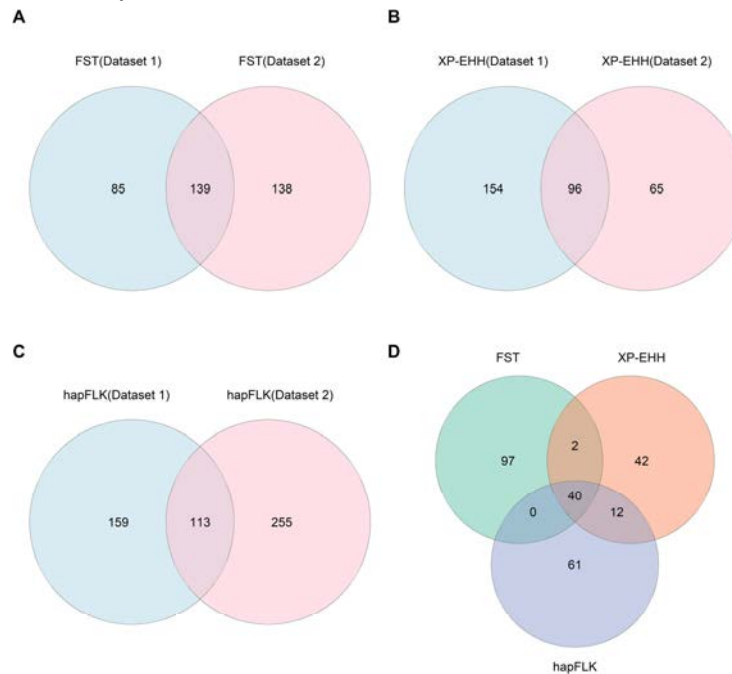 A
FST(Dataset 1) FST(Dataset 2)
85 139 138
B
XP-EHH(Dataset 1) XP-EHH(Dataset 2)
154 96 65
C
hapFLK(Dataset 1) hapFLK(Dataset 2)
159 113 255
D
FST XP-EHH
2
97 42
40
0 12
61
hapFLK